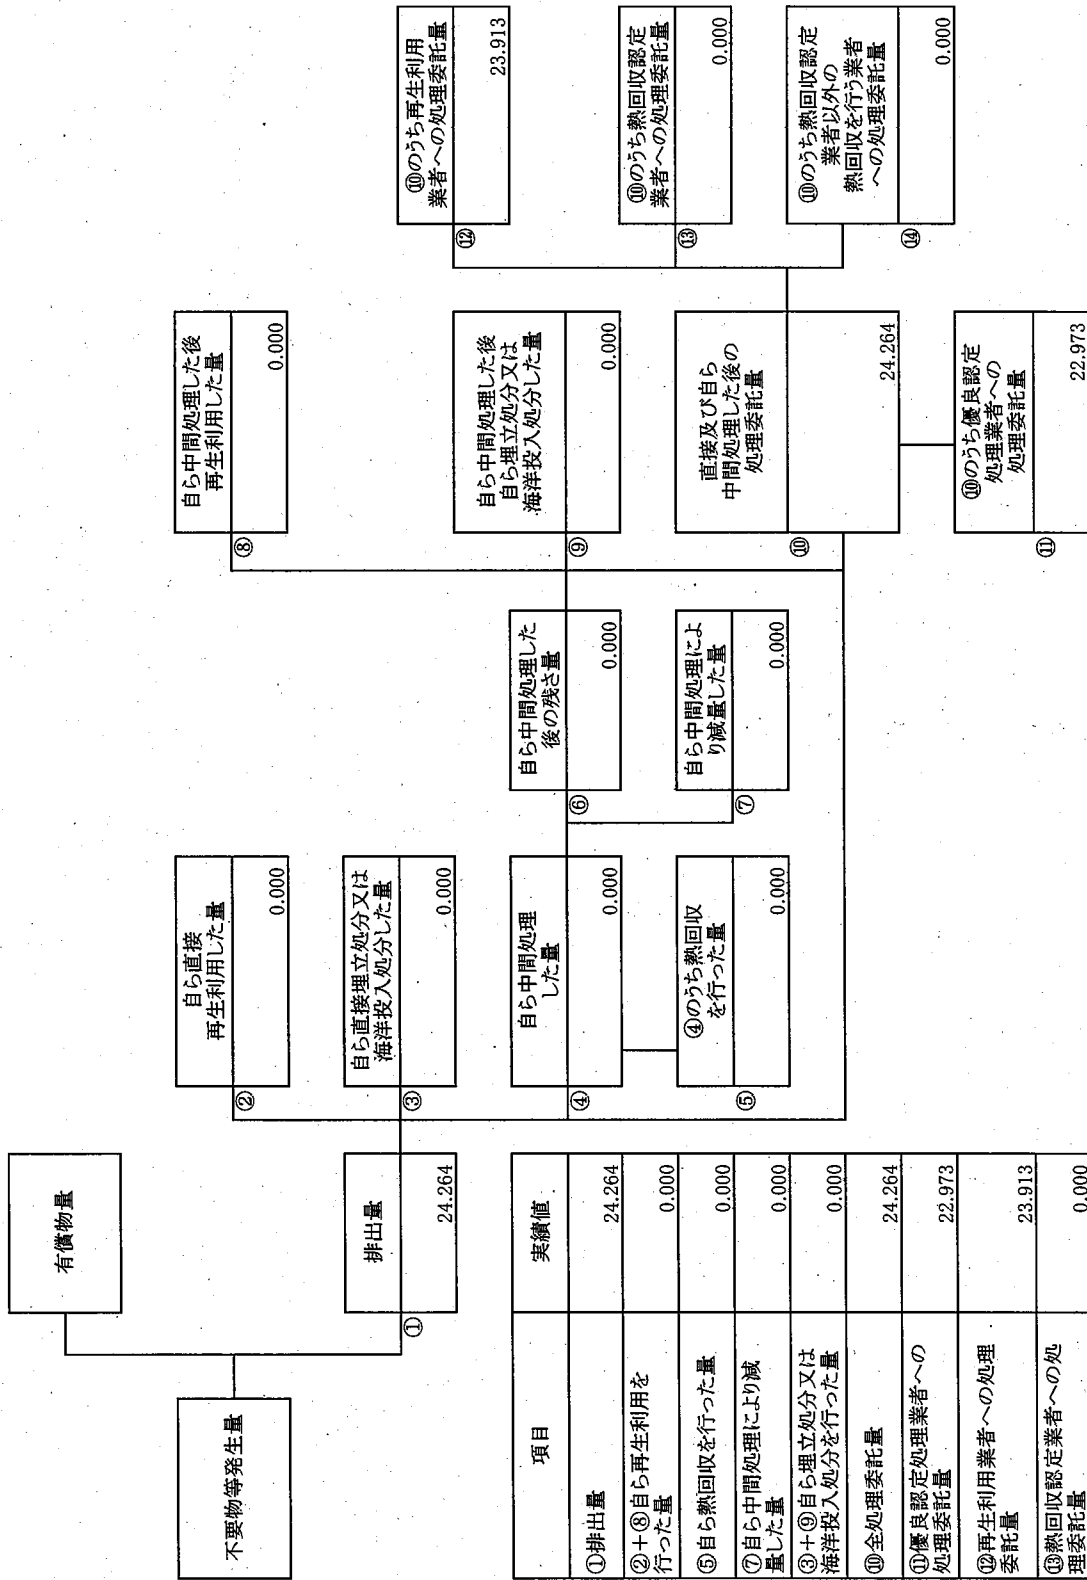 不要物等発生量
有償物量
①
排出量
24.264
②
自ら直接
再生利用した量
0.000
③
自ら直接埋立処分又は
海洋投入処分した量
0.000
④
自ら中間処理
した量
0.000
⑤
④のうち熱回収
を行った量
0.000
⑥
自ら中間処理した
後の残さ量
0.000
⑦
自ら中間処理によ
り減量した量
0.000
⑧
自ら中間処理した後
再生利用した量
0.000
⑨
自ら中間処理した後
自ら埋立処分又は
海洋投入処分した量
0.000
⑩
直接及び自ら
中間処理した後の
処理委託量
24.264
⑪
⑩のうち優良認定
処理業者への
処理委託量
22.973
⑫
⑩のうち再生利用
業者への処理委託量
23.913
⑬
⑩のうち熱回収認定
業者への処理委託量
0.000
⑭
⑩のうち熱回収認定
業者以外の
熱回収を行う業者
への処理委託量
0.000
項目 実績値
①排出量 24.264
②+⑧自ら再生利用を
行った量 0.000
⑤自ら熱回収を行った量 0.000
⑦自ら中間処理により減
量した量 0.000
③+⑨自ら埋立処分又は
海洋投入処分を行った量 0.000
⑩全処理委託量 24.264
⑪優良認定処理業者への
処理委託量 22.973
⑫再生利用業者への処理
委託量 23.913
⑬熱回収認定業者への処
理委託量 0.000